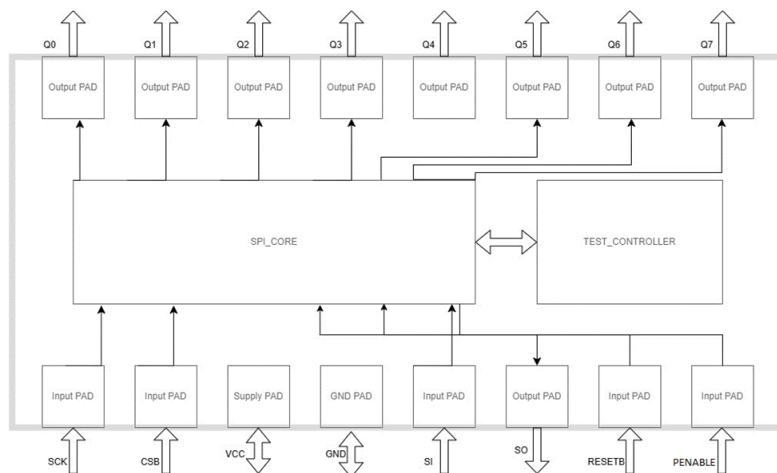 Q0 Q1 Q2 Q3 Q4 Q5 Q6 Q7
Output PAD Output PAD Output PAD Output PAD Output PAD Output PAD Output PAD Output PAD
SPI_CORE TEST_CONTROLLER
Input PAD Input PAD Supply PAD GND PAD Input PAD Output PAD Input PAD Input PAD
SCK CSB VCC GND SI SO RESETB PENABLE